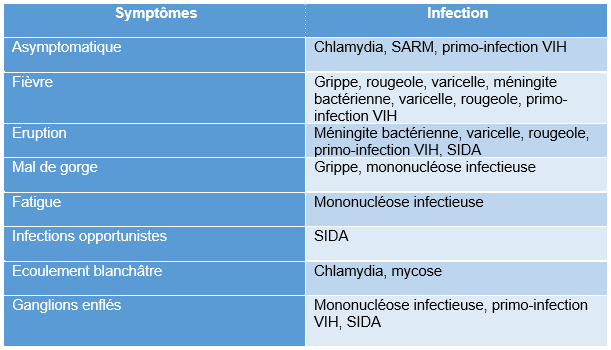 Symptômes Infection
Asymptomatique Chlamydia, SARM, primo-infection VIH
Fièvre Grippe, rougeole, varicelle, méningite
bactérienne, varicelle, rougeole, primo-
infection VIH
Eruption Méningite bactérienne, varicelle, rougeole,
primo-infection VIH, SIDA
Mal de gorge Grippe, mononucléose infectieuse
Fatigue Mononucléose infectieuse
Infections opportunistes SIDA
Ecoulement blanchâtre Chlamydia, mycose
Ganglions enflés Mononucléose infectieuse, primo-infection
VIH, SIDA